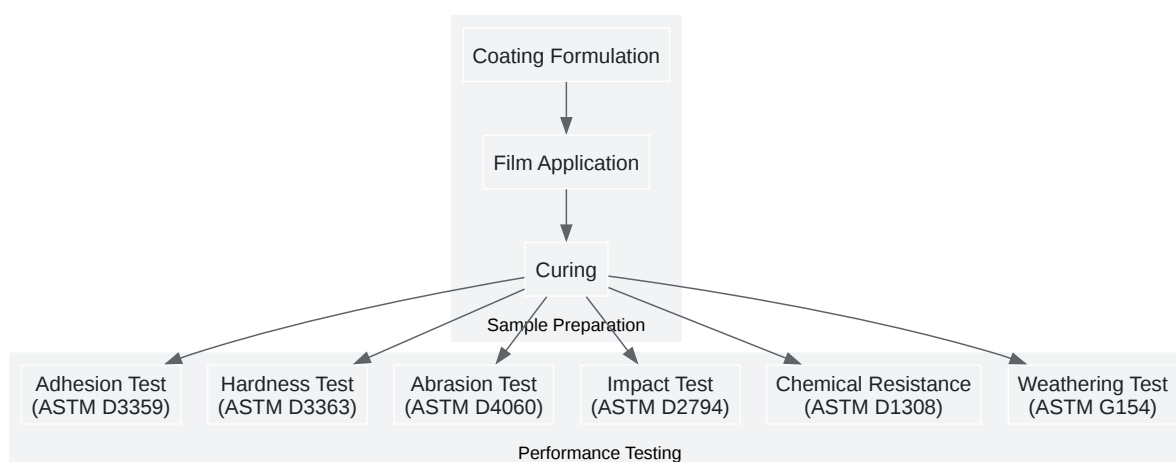 Coating Formulation
Film Application
Curing
Sample Preparation
Adhesion Test
(ASTM D3359)
Hardness Test
(ASTM D3363)
Abrasion Test
(ASTM D4060)
Impact Test
(ASTM D2794)
Chemical Resistance
(ASTM D1308)
Weathering Test
(ASTM G154)
Performance Testing